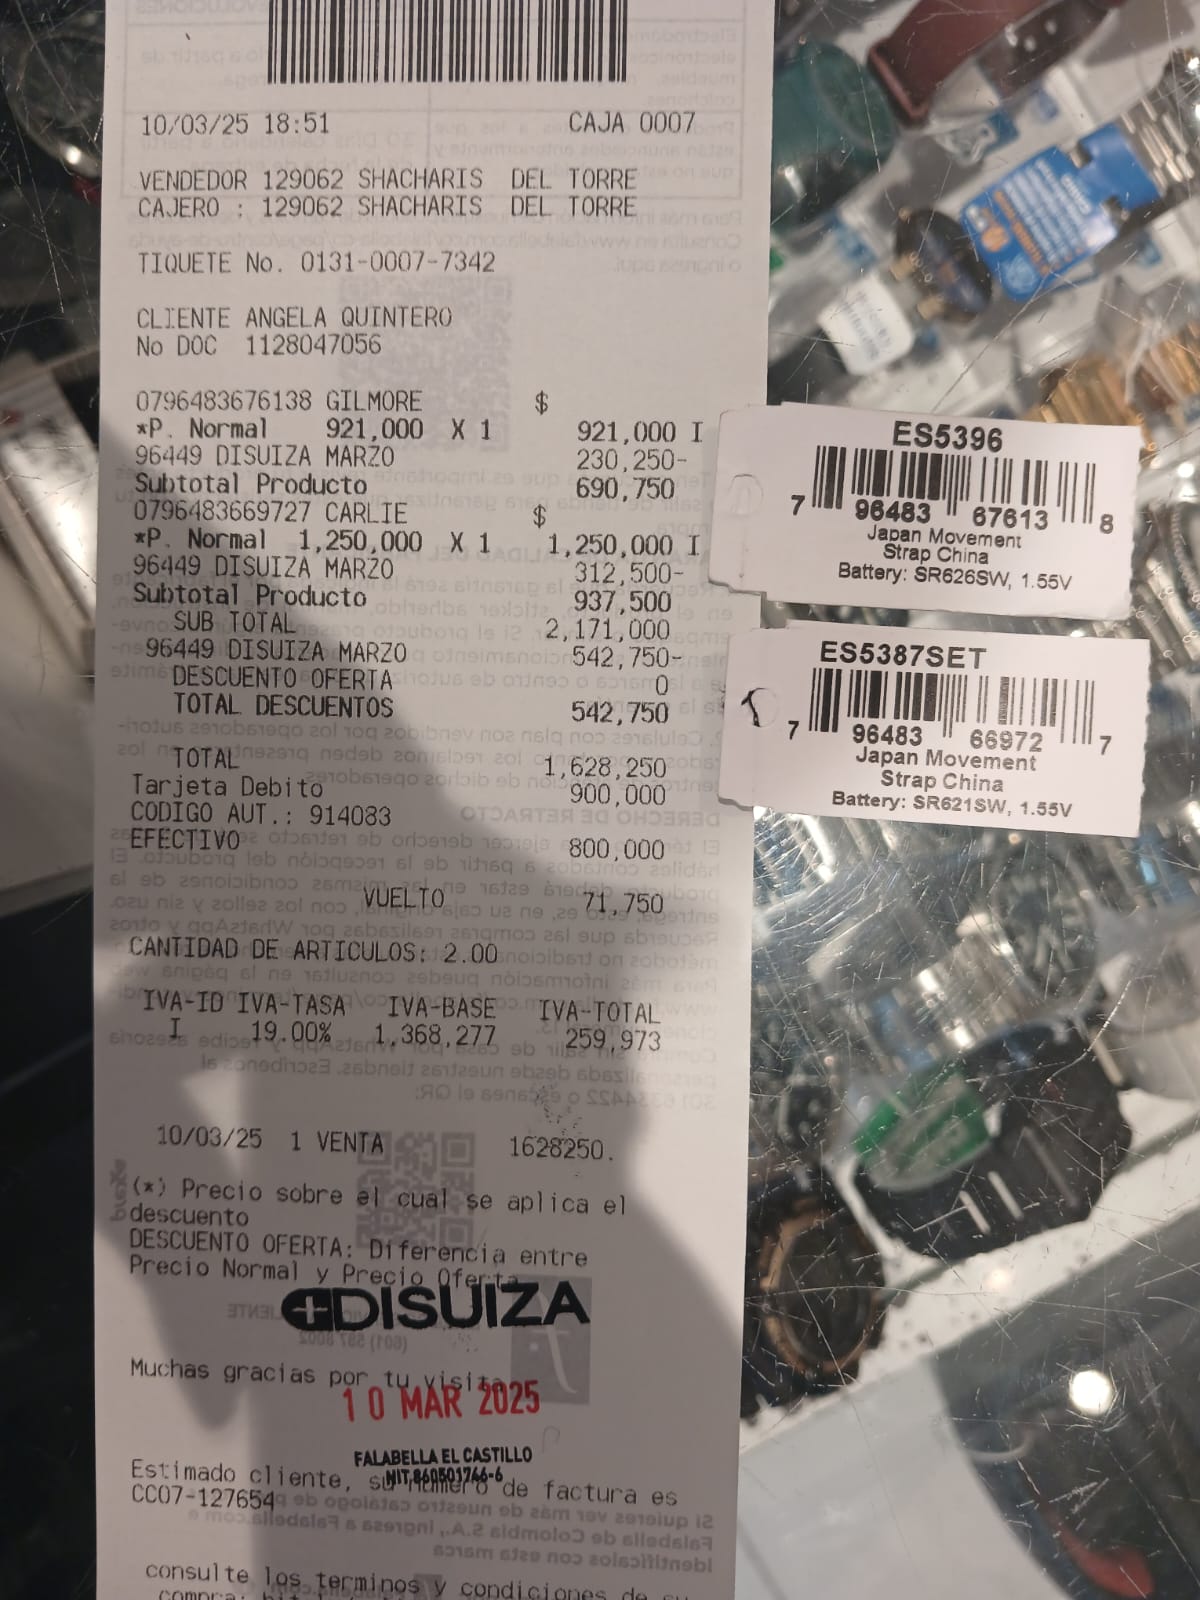 10/03/25 18:51 CAJA 0007
VENDEDOR 129062 SHACHARIS DEL TORRE
CAJERO : 129062 SHACHARIS DEL TORRE
TIQUETE No. 0131-0007-7342
CLIENTE ANGELA QUINTERO
No DOC 1128047056
0796483676138 GILMORE $
*P. Normal 921,000 X 1 921,000 I
96449 DISUIZA MARZO 230,250-
Subtotal Producto 690,750
0796483669727 CARLIE $
*P. Normal 1,250,000 X 1 1,250,000 I
96449 DISUIZA MARZO 312,500-
Subtotal Producto 937,500
SUB TOTAL 2,171,000
96449 DISUIZA MARZO 542,750-
DESCUENTO OFERTA 0
TOTAL DESCUENTOS 542,750
TOTAL 1,628,250
Tarjeta Debito 900,000
CODIGO AUT.: 914083
EFECTIVO 800,000
VUELTO 71,750
CANTIDAD DE ARTICULOS: 2.00
IVA-ID IVA-TASA IVA-BASE IVA-TOTAL
I 19.00% 1,368,277 259,973
10/03/25 1 VENTA 1628250.
(*) Precio sobre el cual se aplica el
descuento
DESCUENTO OFERTA: Diferencia entre
Precio Normal y Precio Oferta
DISUIZA
Muchas gracias por tu visita
10 MAR 2025
FALABELLA EL CASTILLO
NIT.860501766-6
Estimado cliente, su numero de factura es
CC07-127654
consulte los terminos y condiciones de su
ES5396
7 96483 67613 8
Japan Movement
Strap China
Battery: SR626SW, 1.55V
ES5387SET
7 96483 66972 7
Japan Movement
Strap China
Battery: SR621SW, 1.55V